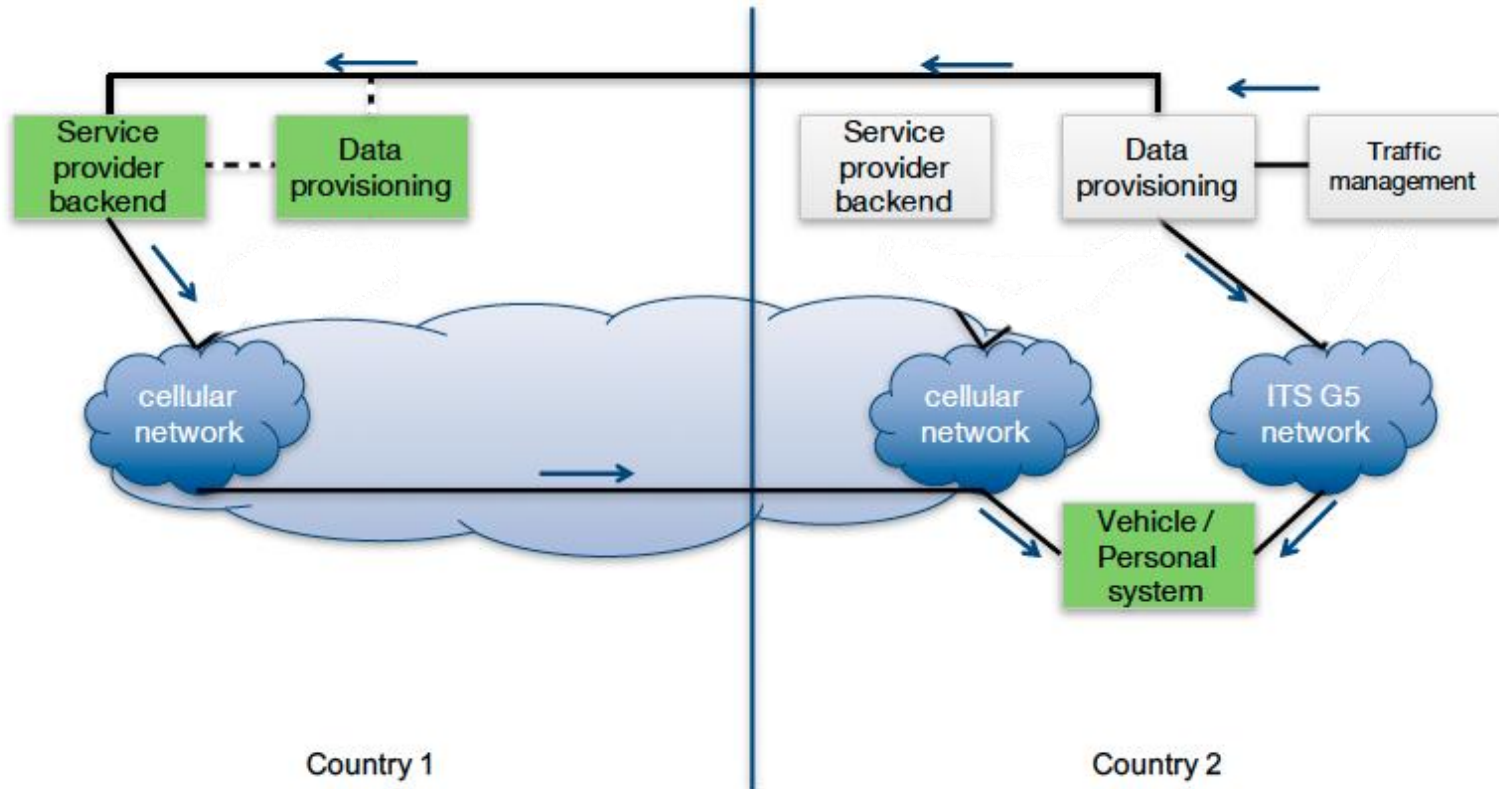 Service
provider
backend
Data
provisioning
Service
provider
backend
Data
provisioning
Traffic
management
cellular
network
cellular
network
ITS G5
network
Vehicle /
Personal
system
Country 1
Country 2